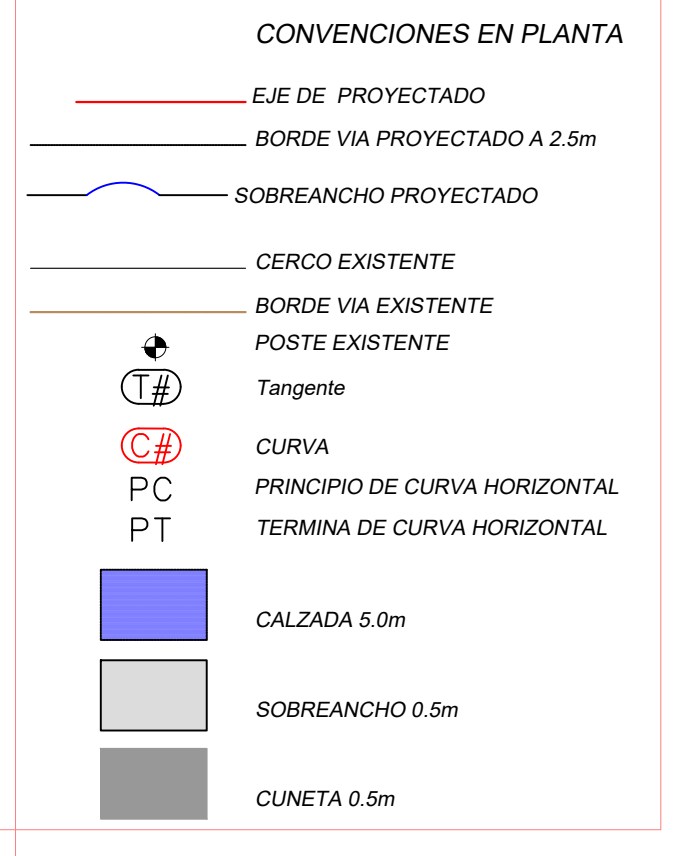 CONVENCIONES EN PLANTA
EJE DE PROYECTADO
BORDE VIA PROYECTADO A 2.5m
SOBREANCHO PROYECTADO
CERCO EXISTENTE
BORDE VIA EXISTENTE
POSTE EXISTENTE
T# Tangente
C# CURVA
PC PRINCIPIO DE CURVA HORIZONTAL
PT TERMINA DE CURVA HORIZONTAL
CALZADA 5.0m
SOBREANCHO 0.5m
CUNETA 0.5m